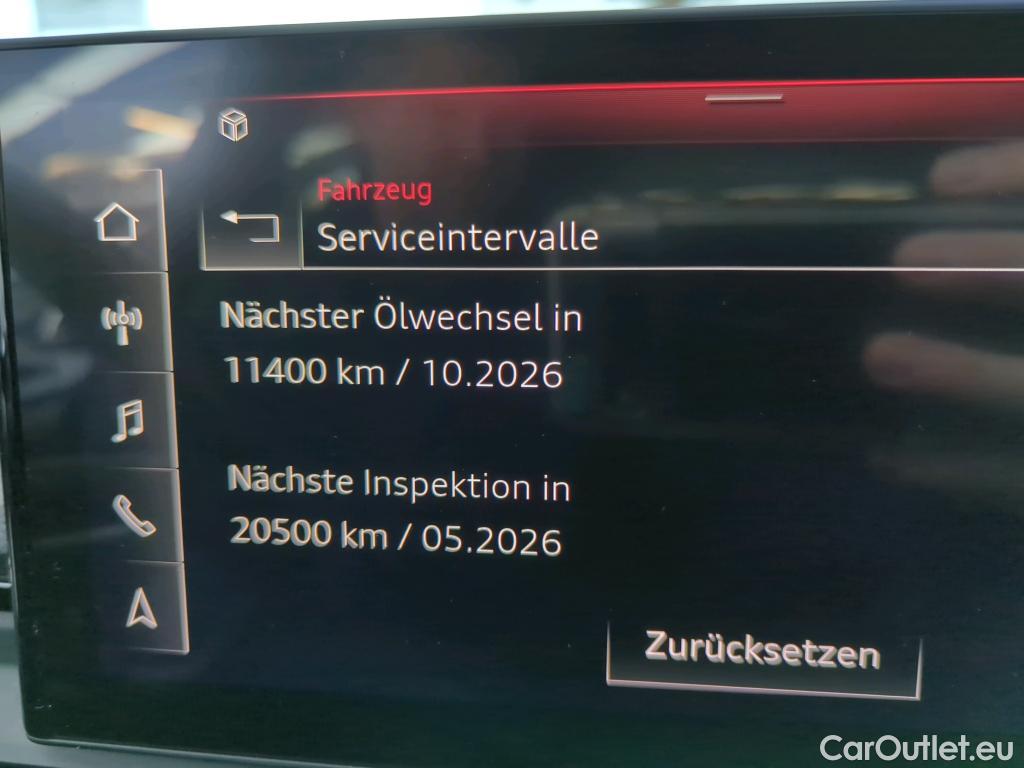 Fahrzeug
Serviceintervalle
Nächster Ölwechsel in
11400 km / 10.2026
Nächste Inspektion in
20500 km / 05.2026
Zurücksetzen
CarOutlet.eu